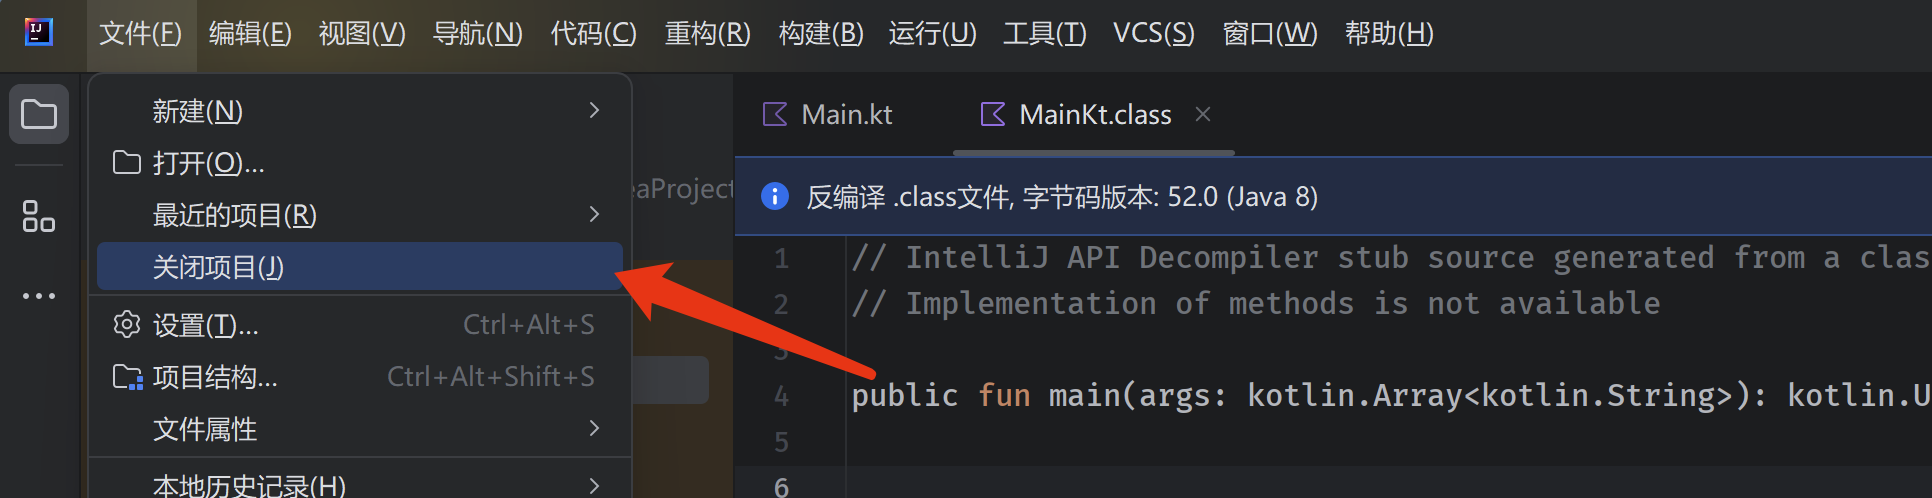 文件(F) 编辑(E) 视图(V) 导航(N) 代码(C) 重构(R) 构建(B) 运行(U) 工具(T) VCS(S) 窗口(W) 帮助(H)
新建(N)
打开(O)...
最近的项目(R)
关闭项目(J)
设置(T)... Ctrl+Alt+S
项目结构... Ctrl+Alt+Shift+S
文件属性
本地历史记录(H)
eaProject
Main.kt MainKt.class
反编译 .class文件, 字节码版本: 52.0 (Java 8)
1 // IntelliJ API Decompiler stub source generated from a clas
2 // Implementation of methods is not available
3
4 public fun main(args: kotlin.Array<kotlin.String>): kotlin.U
5
6